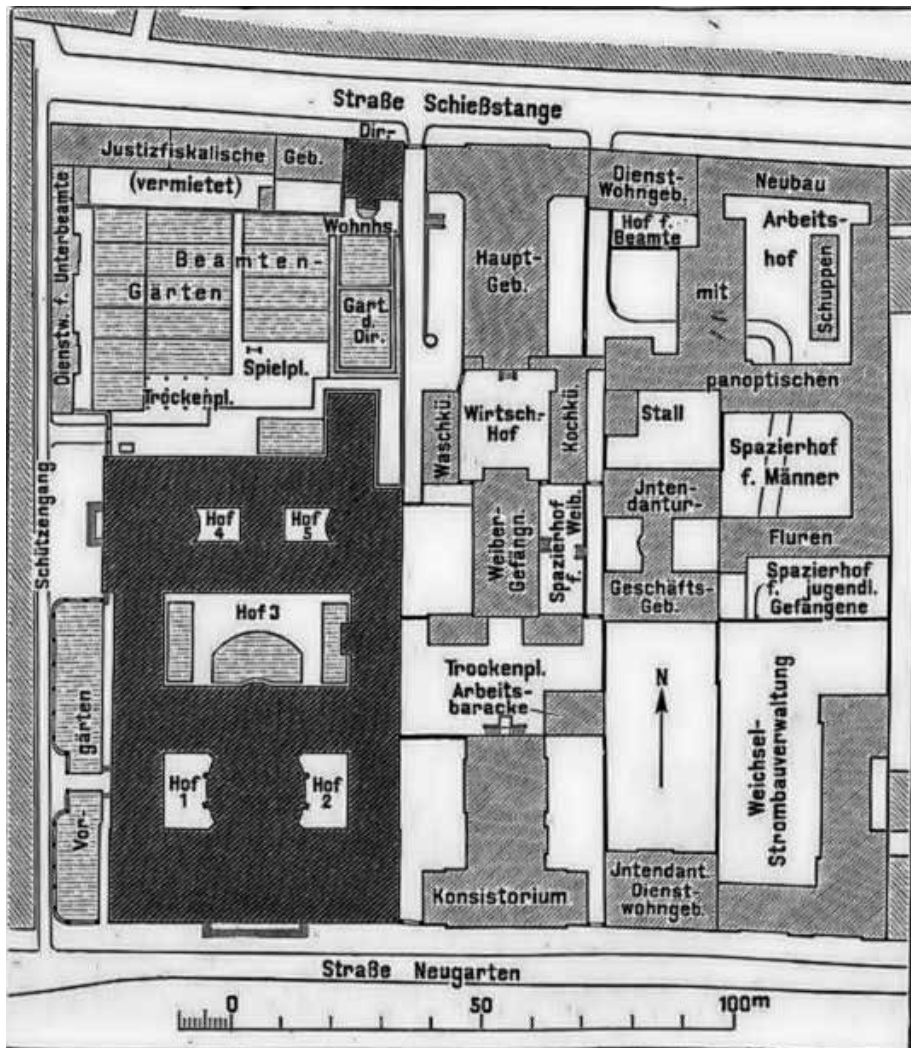 Straße Schießstange
Dir.-
Justizfiskalische Geb.
(vermietet)
Wohnhs.
Dienstw. f. Unterbeamte
Beamten-
Gärten
Gart.
d.
Dir.
Spielpl.
Trockenpl.
Haupt-
Geb.
Dienst-
Wohngeb.
Hof f.
Beamte
Neubau
Arbeits-
hof
Schuppen
mit
panoptischen
Waschkü.
Wirtsch.-
Hof
Kochkü.
Stall
Spazierhof
f. Männer
Schützengang
Hof
4
Hof
5
Weiber-
Gefängn.
Spazierhof
f. Weib.
Jnten-
dantur-
Geschäfts-
Geb.
Fluren
Spazierhof
f. jugendl.
Gefangene
Hof 3
Trockenpl.
Arbeits-
baracke
N
Weichsel-
Strombauverwaltung
Vor-
gärten
Hof
1
Hof
2
Konsistorium
Jntendant.
Dienst-
wohngeb.
Straße Neugarten
0 50 100m